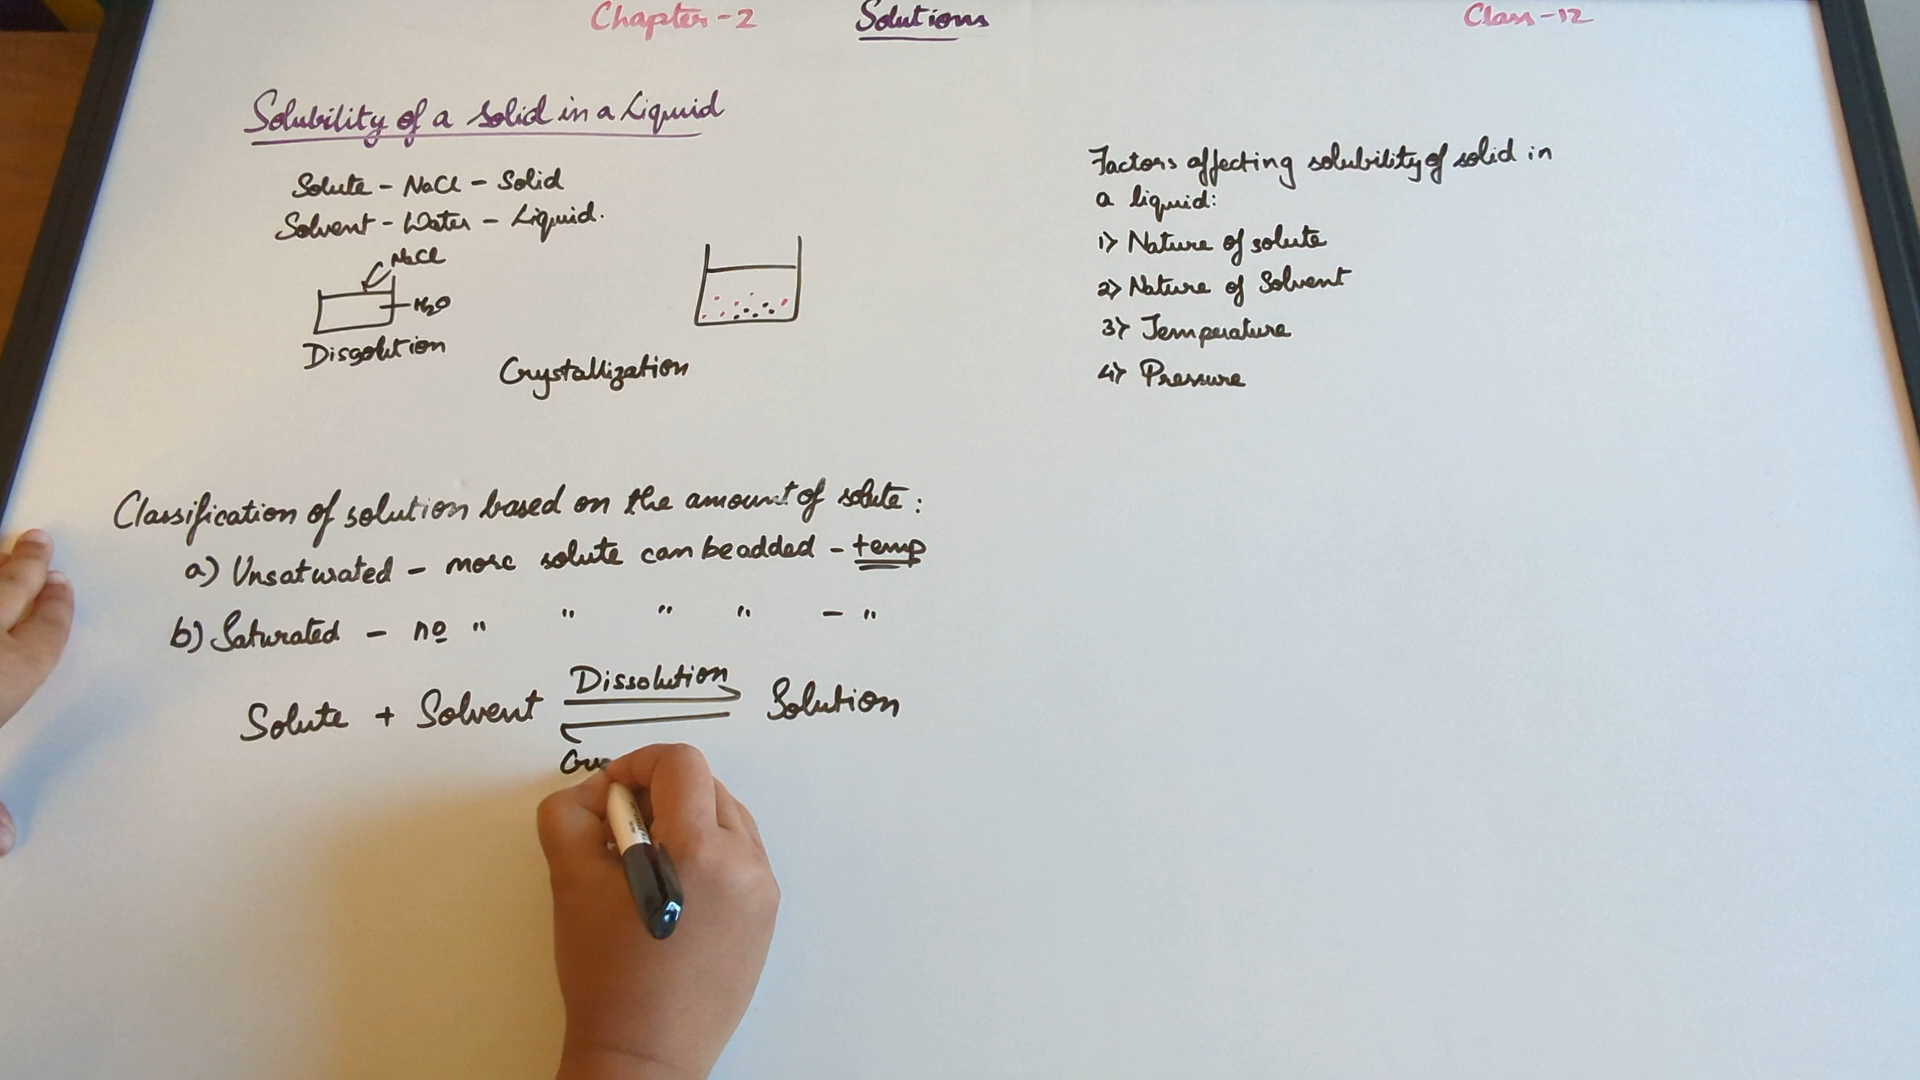 Chapter-2 Solutions Class-12
Solubility of a solid in a Liquid
Solute - NaCl - Solid
Solvent - Water - Liquid.
NaCl
H2O
Dissolution
Crystallization
Factors affecting solubility of solid in
a liquid:
1) Nature of solute
2) Nature of Solvent
3) Temperature
4) Pressure
Classification of solution based on the amount of solute:
a) Unsaturated - more solute can be added - temp
b) Saturated - no " " " " - "
Dissolution
Solute + Solvent ⇌ Solution